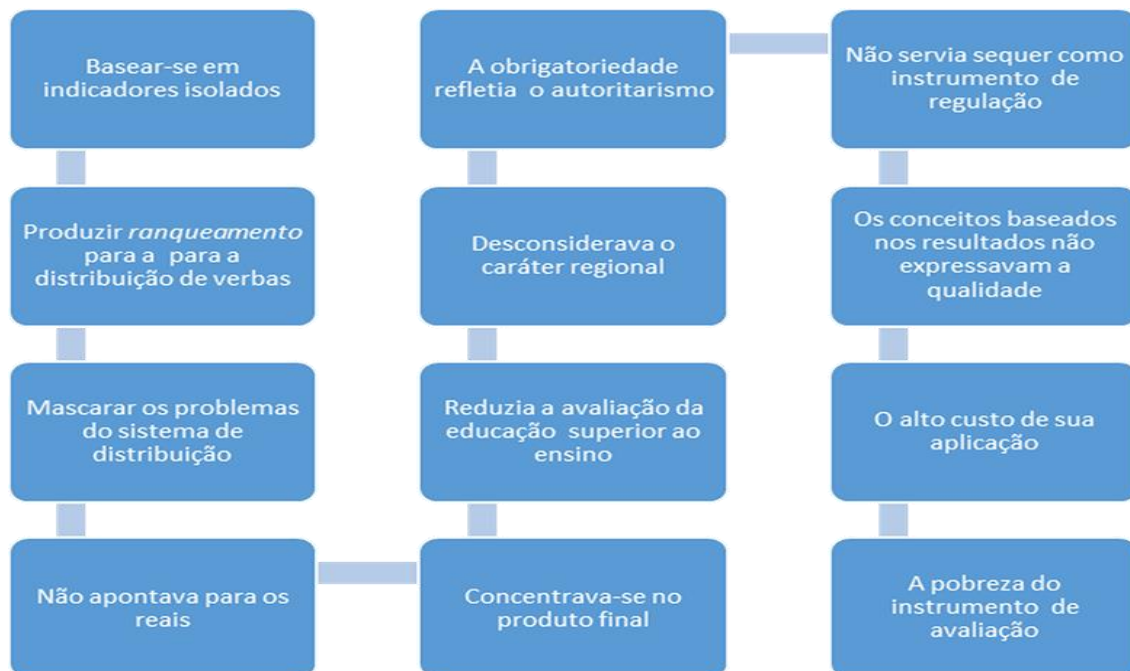 Basear-se em
indicadores isolados
Produzir ranqueamento
para a para a
distribuição de verbas
Mascarar os problemas
do sistema de
distribuição
Não apontava para os
reais
Concentrava-se no
produto final
Reduzia a avaliação da
educação superior ao
ensino
Desconsiderava o
caráter regional
A obrigatoriedade
refletia o autoritarismo
Não servia sequer como
instrumento de
regulação
Os conceitos baseados
nos resultados não
expressavam a
qualidade
O alto custo de sua
aplicação
A pobreza do
instrumento de
avaliação